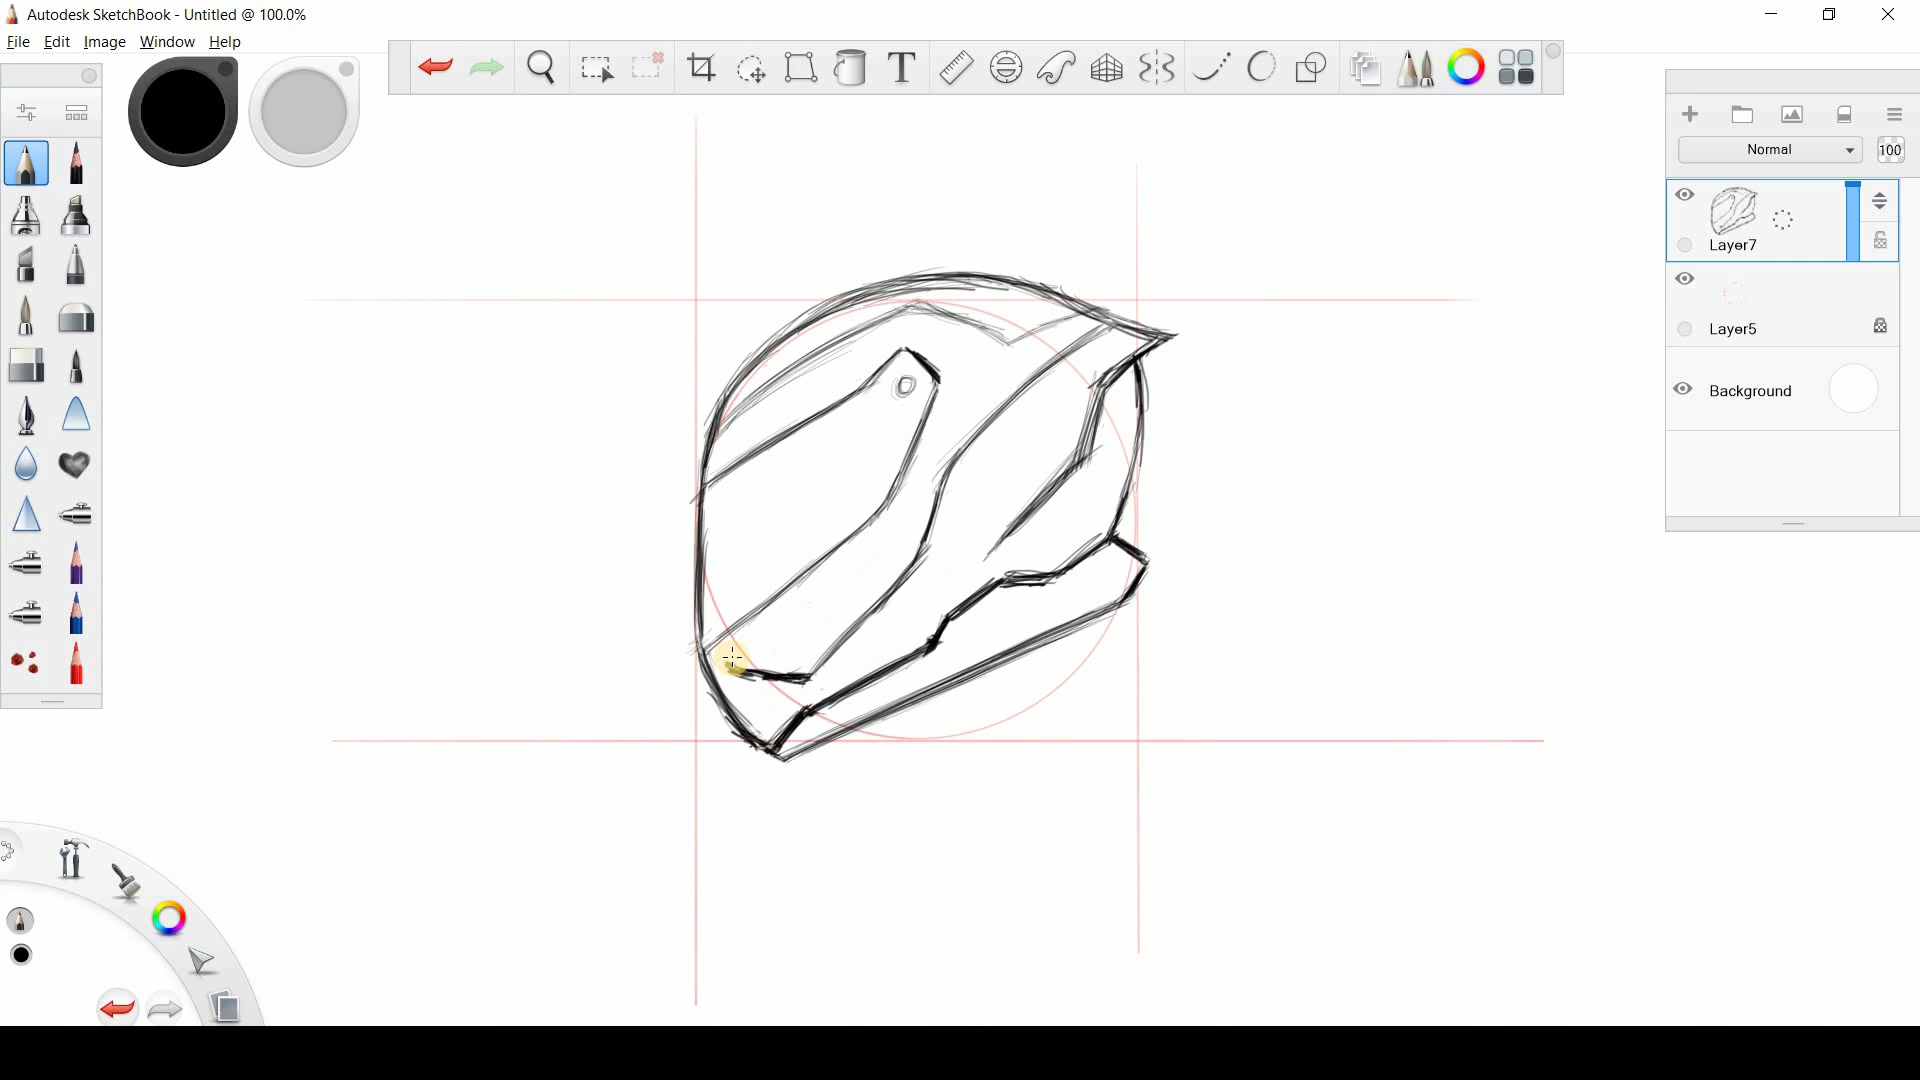 Autodesk SketchBook - Untitled @ 100.0%
File Edit Image Window Help
T
Normal 100
Layer7
Layer5
Background